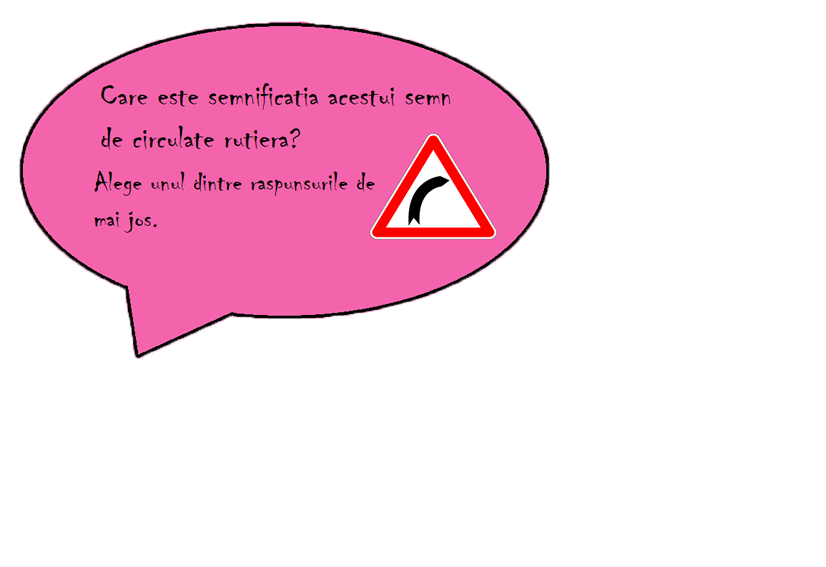 Care este semnificatia acestui semn
de circulate rutiera?
Alege unul dintre raspunsurile de
mai jos.